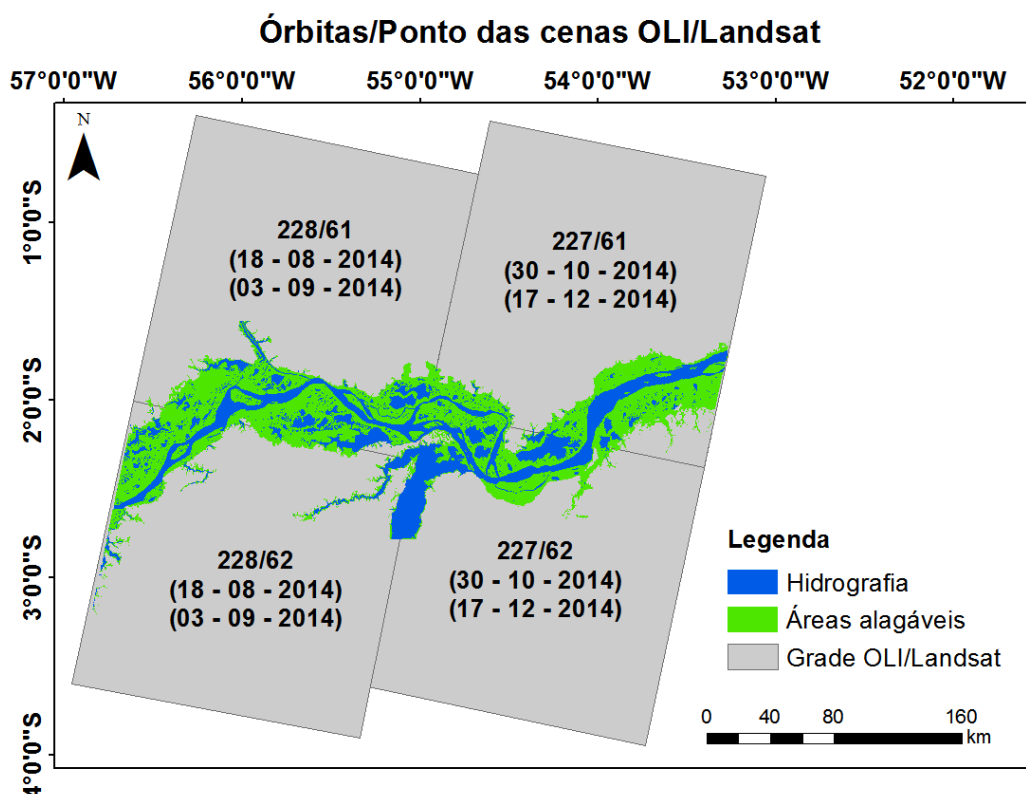 Órbitas/Ponto das cenas OLI/Landsat
57°0'0"W 56°0'0"W 55°0'0"W 54°0'0"W 53°0'0"W 52°0'0"W
N
1°0'0"S
2°0'0"S
3°0'0"S
4°0'0"S
228/61
(18 - 08 - 2014)
(03 - 09 - 2014)
227/61
(30 - 10 - 2014)
(17 - 12 - 2014)
228/62
(18 - 08 - 2014)
(03 - 09 - 2014)
227/62
(30 - 10 - 2014)
(17 - 12 - 2014)
Legenda
Hidrografia
Áreas alagáveis
Grade OLI/Landsat
0 40 80 160
km